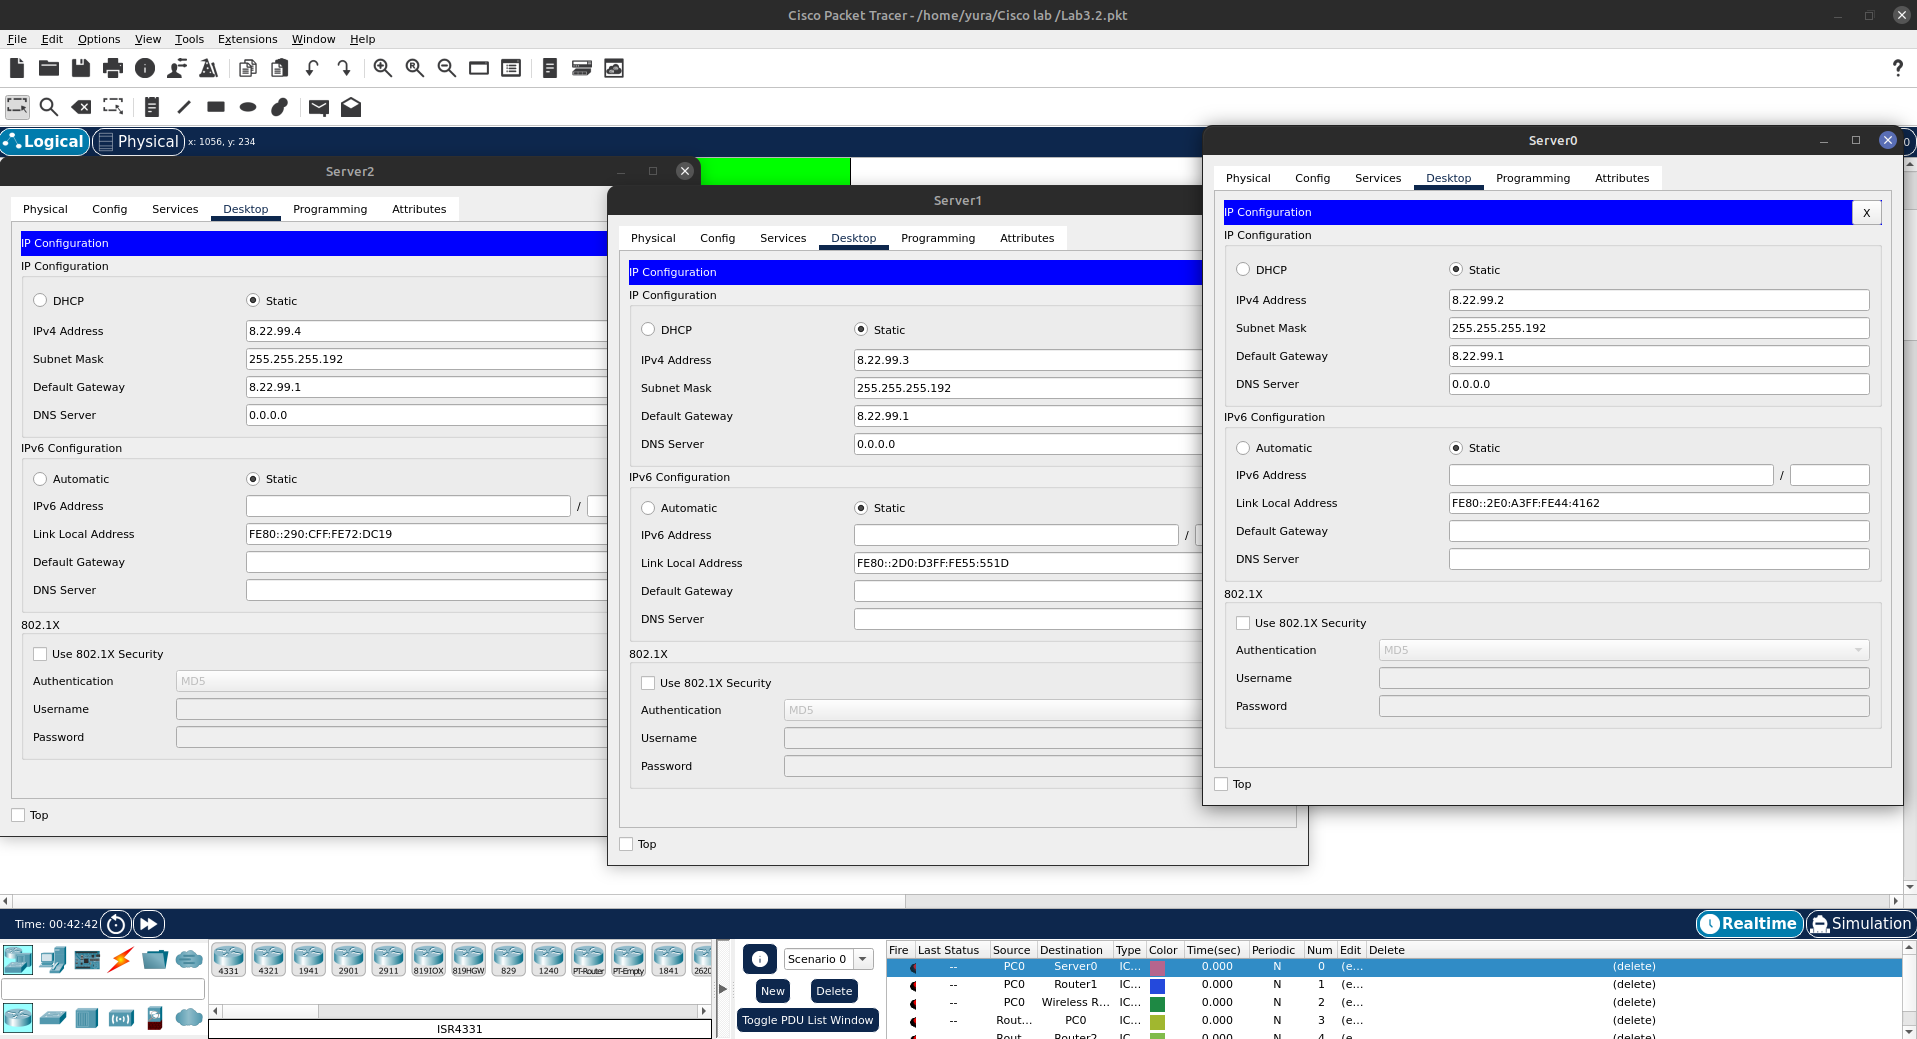 Cisco Packet Tracer - /home/yura/Cisco lab /Lab3.2.pkt
File Edit Options View Tools Extensions Window Help
Logical Physical x: 1056, y: 234
Server2
Physical Config Services Desktop Programming Attributes
IP Configuration
IP Configuration
DHCP Static
IPv4 Address 8.22.99.4
Subnet Mask 255.255.255.192
Default Gateway 8.22.99.1
DNS Server 0.0.0.0
IPv6 Configuration
Automatic Static
IPv6 Address /
Link Local Address FE80::290:CFF:FE72:DC19
Default Gateway
DNS Server
802.1X
Use 802.1X Security
Authentication MD5
Username
Password
Top
Server1
Physical Config Services Desktop Programming Attributes
IP Configuration
IP Configuration
DHCP Static
IPv4 Address 8.22.99.3
Subnet Mask 255.255.255.192
Default Gateway 8.22.99.1
DNS Server 0.0.0.0
IPv6 Configuration
Automatic Static
IPv6 Address /
Link Local Address FE80::2D0:D3FF:FE55:551D
Default Gateway
DNS Server
802.1X
Use 802.1X Security
Authentication MD5
Username
Password
Top
Server0
Physical Config Services Desktop Programming Attributes
IP Configuration X
IP Configuration
DHCP Static
IPv4 Address 8.22.99.2
Subnet Mask 255.255.255.192
Default Gateway 8.22.99.1
DNS Server 0.0.0.0
IPv6 Configuration
Automatic Static
IPv6 Address /
Link Local Address FE80::2E0:A3FF:FE44:4162
Default Gateway
DNS Server
802.1X
Use 802.1X Security
Authentication MD5
Username
Password
Top
Time: 00:42:42 Realtime Simulation
4331 4321 1941 2901 2911 819IOX 819HGW 829 1240 PT-Router PT-Empty 1841 2620
ISR4331
Scenario 0
New Delete
Toggle PDU List Window
Fire Last Status Source Destination Type Color Time(sec) Periodic Num Edit Delete
-- PC0 Server0 IC... 0.000 N 0 (e... (delete)
-- PC0 Router1 IC... 0.000 N 1 (e... (delete)
-- PC0 Wireless R... IC... 0.000 N 2 (e... (delete)
-- Rout... PC0 IC... 0.000 N 3 (e... (delete)
-- Rout... Router2 IC... 0.000 N 4 (e... (delete)